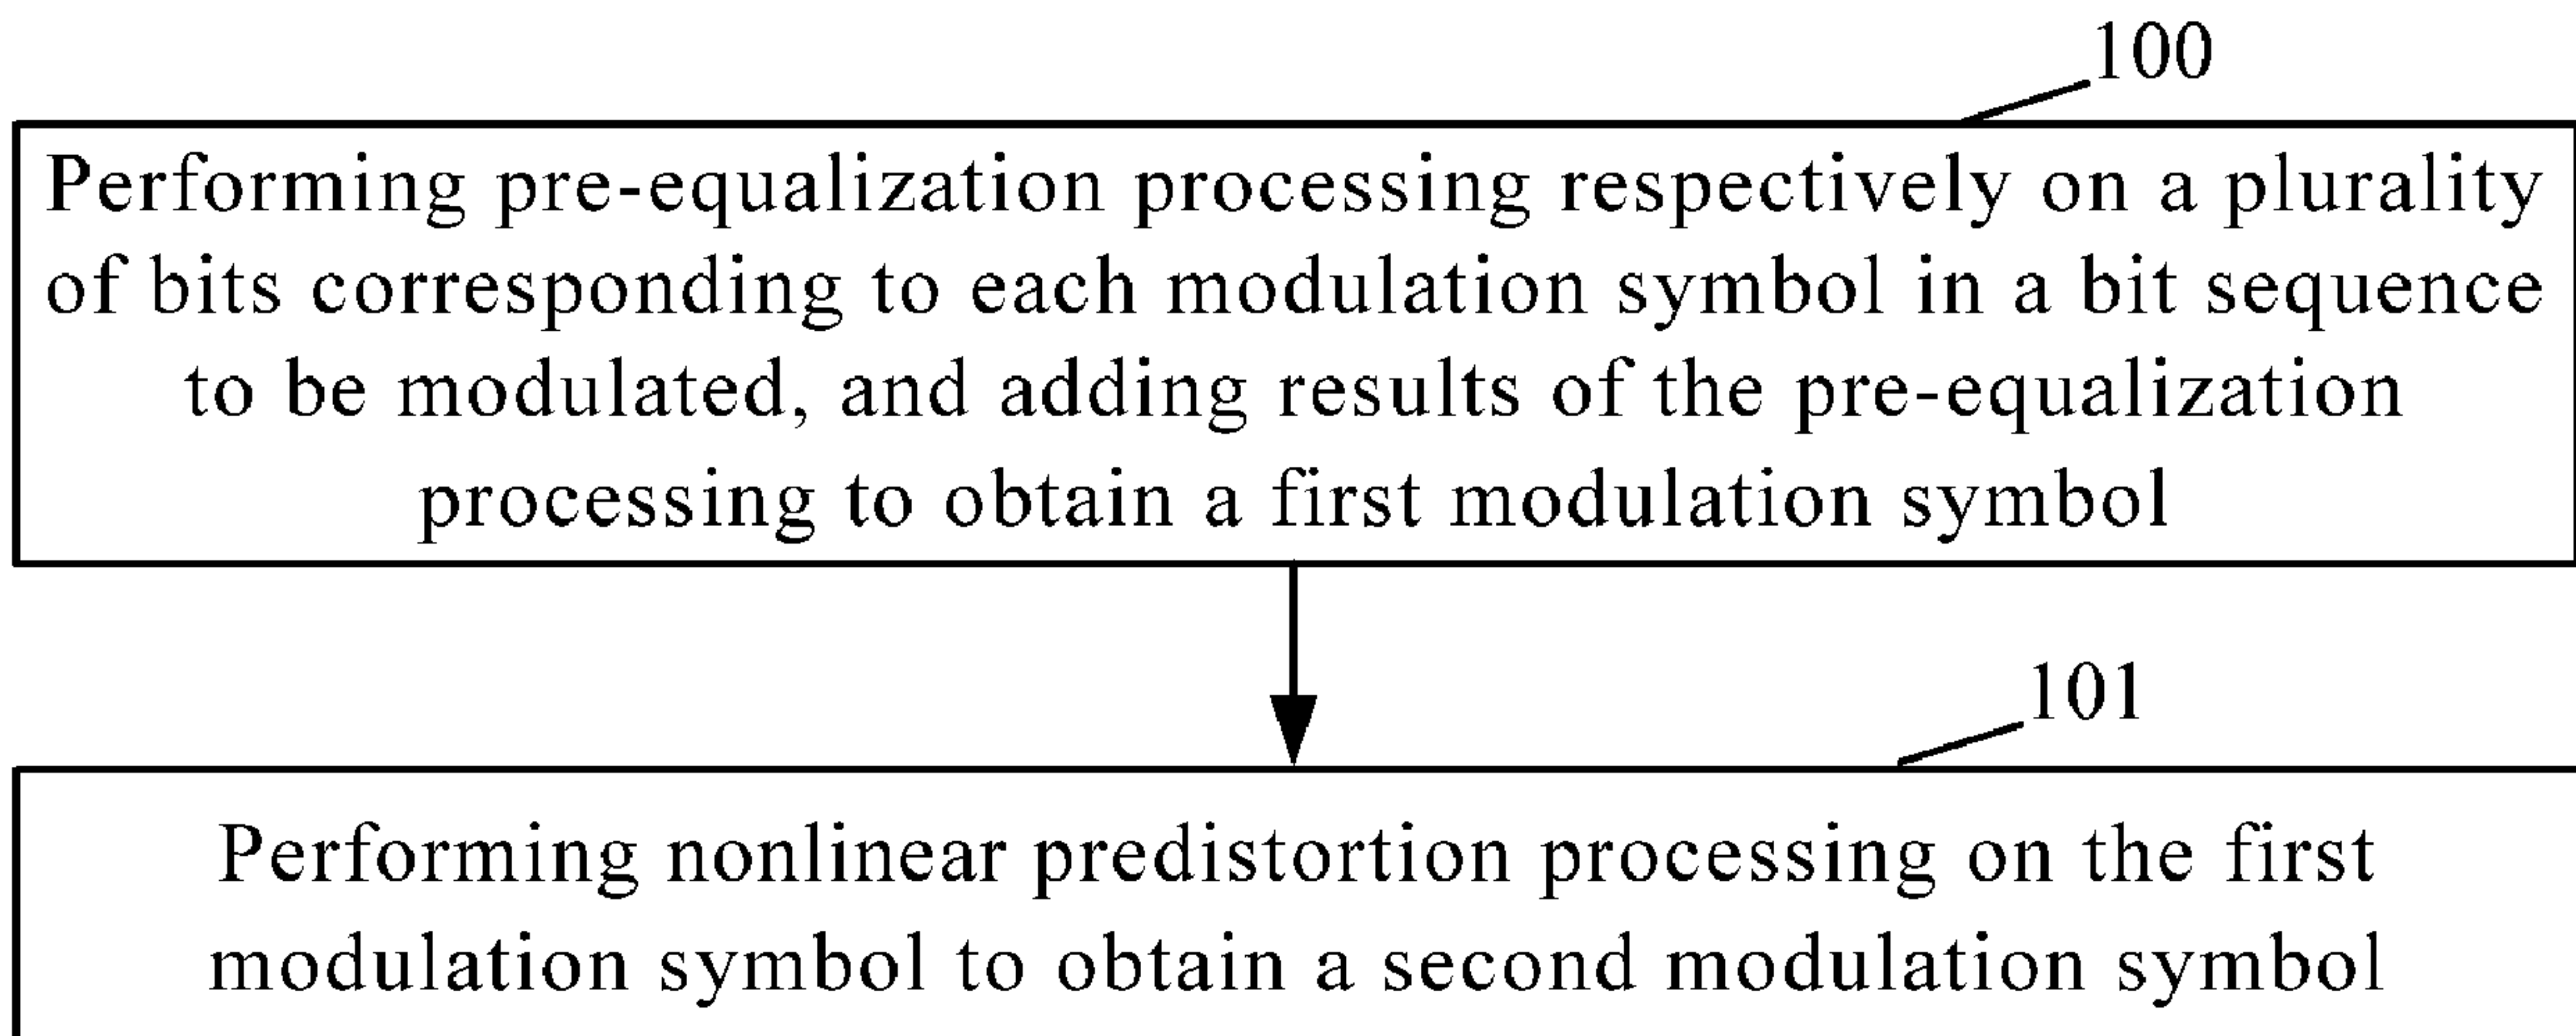 100
Performing pre-equalization processing respectively on a plurality
of bits corresponding to each modulation symbol in a bit sequence
to be modulated, and adding results of the pre-equalization
processing to obtain a first modulation symbol
101
Performing nonlinear predistortion processing on the first
modulation symbol to obtain a second modulation symbol